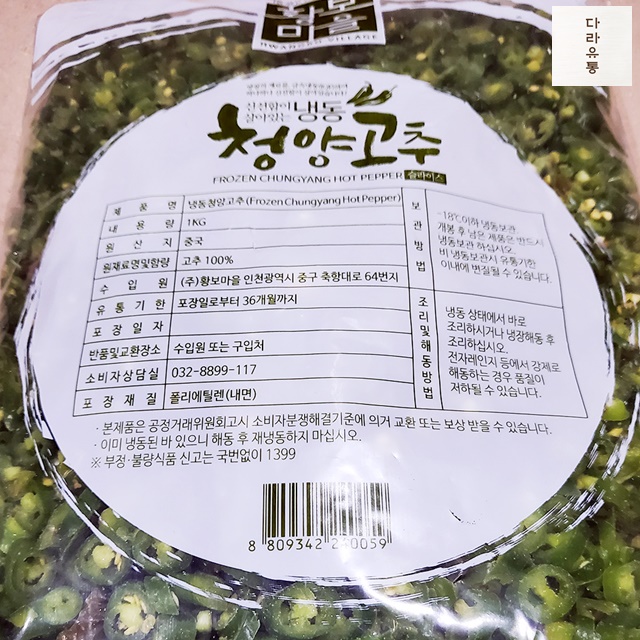 황보
마을
HWANGBO VILLAGE
다라유통
신선함이
살아있는 냉동
청양고추
FROZEN CHUNGYANG HOT PEPPER 슬라이스
제품명 냉동청양고추(Frozen Chungyang Hot Pepper)
내용량 1KG
원산지 중국
원재료명및함량 고추 100%
수입원 (주)황보마을 인천광역시 중구 축항대로 64번지
유통기한 포장일로부터 36개월까지
포장일자
반품및교환장소 수입원 또는 구입처
소비자상담실 032-8899-117
포장재질 폴리에틸렌(내면)
보관방법
-18℃이하 냉동보관.
개봉 후 남은 제품은 반드시
냉동보관 하십시오.
비 냉동보관시 유통기한
이내에 변질될 수 있습니다.
조리및해동방법
냉동 상태에서 바로
조리하시거나 냉장해동 후
조리하십시오.
전자레인지 등에서 강제로
해동하는 경우 품질이
저하될 수 있습니다.
· 본제품은 공정거래위원회고시 소비자분쟁해결기준에 의거 교환 또는 보상 받을 수 있습니다.
· 이미 냉동된 바 있으니 해동 후 재냉동하지 마십시오.
※ 부정·불량식품 신고는 국번없이 1399
8 809342 210059